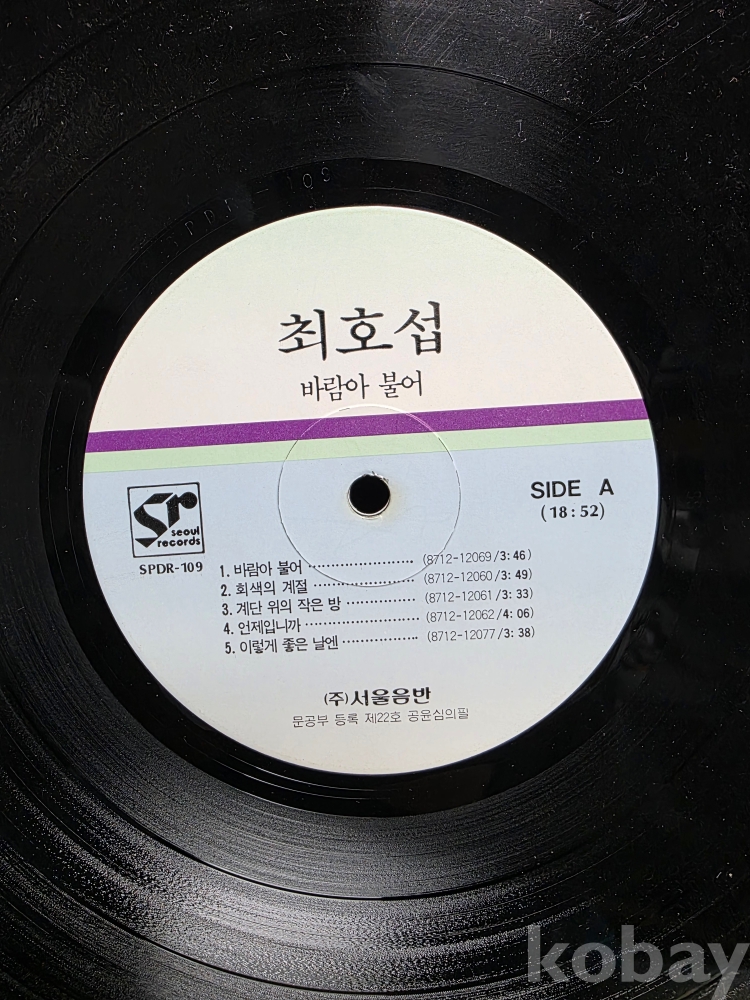 최호섭
바람아 불어
SIDE A
(18:52)
Sr
seoul
records
SPDR-109
1. 바람아 불어 ···················· (8712-12069/3:46)
2. 회색의 계절 ···················· (8712-12060/3:49)
3. 계단 위의 작은 방 ·············· (8712-12061/3:33)
4. 언제입니까 ······················ (8712-12062/4:06)
5. 이렇게 좋은 날엔 ··············· (8712-12077/3:38)
(주)서울음반
문공부 등록 제22호 공윤심의필
kobay